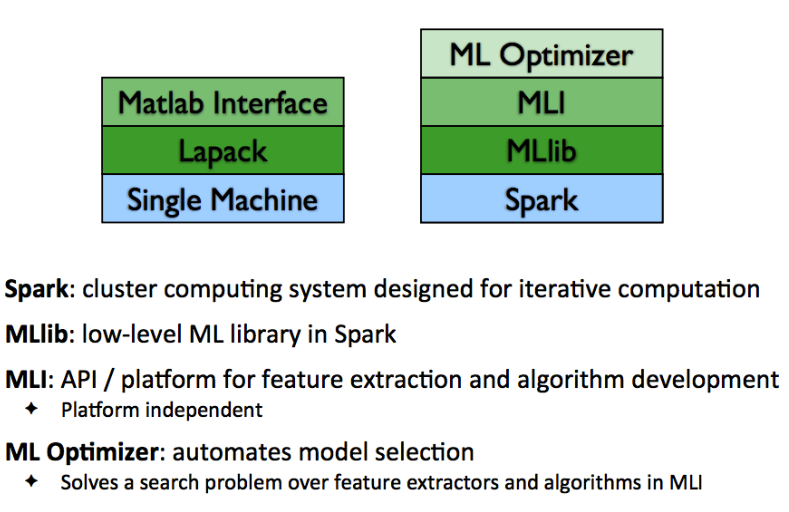 Matlab Interface
Lapack
Single Machine
ML Optimizer
MLI
MLlib
Spark
Spark: cluster computing system designed for iterative computation
MLlib: low-level ML library in Spark
MLI: API / platform for feature extraction and algorithm development
✦ Platform independent
ML Optimizer: automates model selection
✦ Solves a search problem over feature extractors and algorithms in MLI